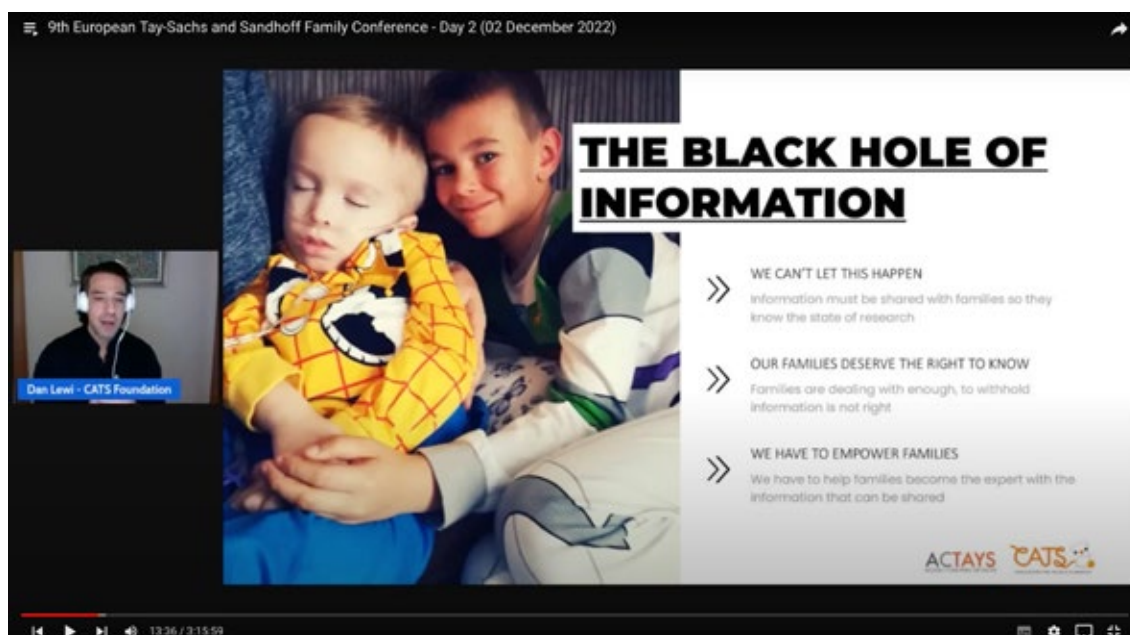 9th European Tay-Sachs and Sandhoff Family Conference - Day 2 (02 December 2022)
THE BLACK HOLE OF
INFORMATION
WE CAN'T LET THIS HAPPEN
Information must be shared with families so they
know the state of research
OUR FAMILIES DESERVE THE RIGHT TO KNOW
Families are dealing with enough, to withhold
information is not right
WE HAVE TO EMPOWER FAMILIES
We have to help families become the expert with the
information that can be shared
Dan Lewi - CATS Foundation
ACTAYS
CATS
13:36 / 3:15:59